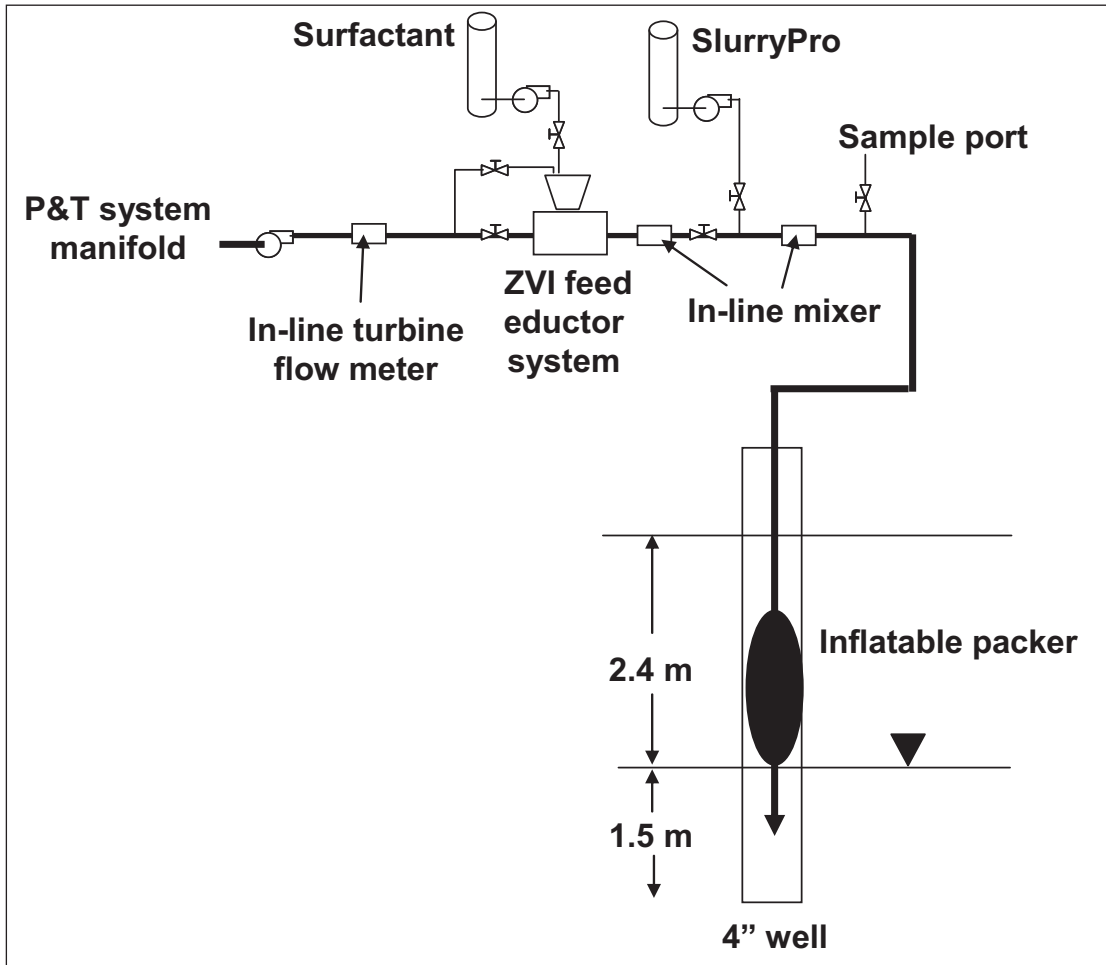 Surfactant
SlurryPro
Sample port
P&T system
manifold
In-line turbine
flow meter
ZVI feed
eductor
system
In-line mixer
Inflatable packer
2.4 m
1.5 m
4” well